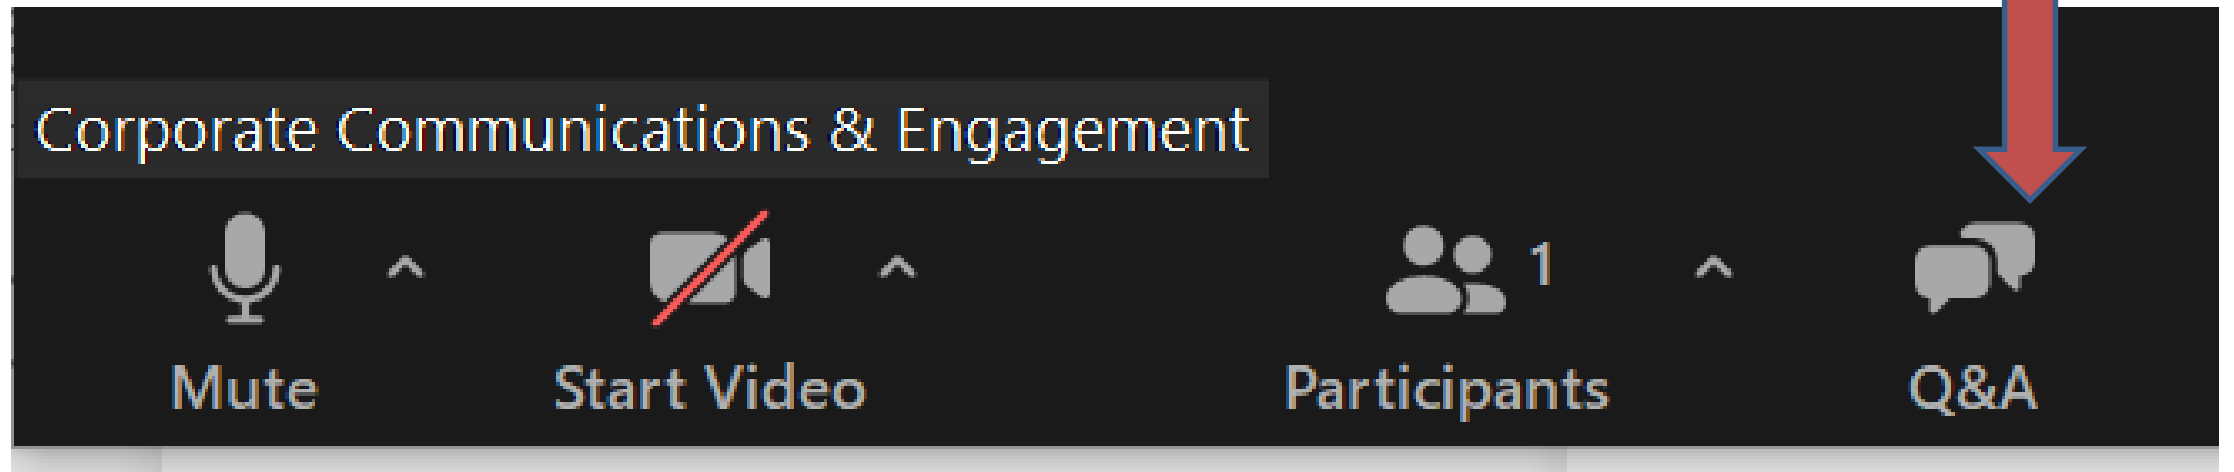 Corporate Communications & Engagement
1
Mute Start Video Participants Q&A